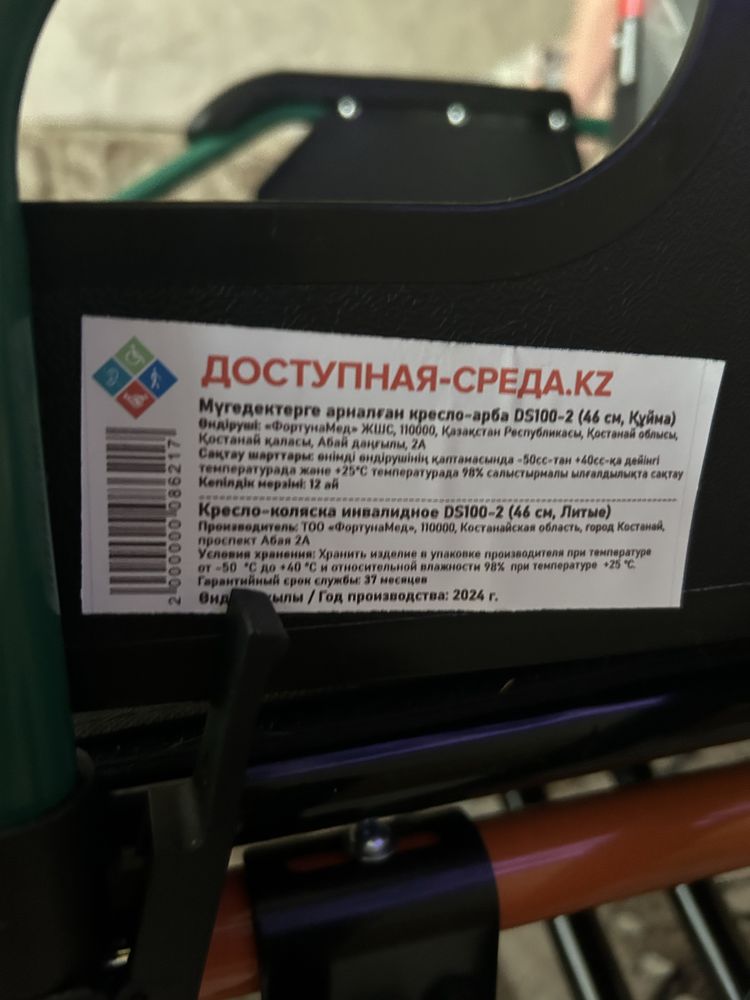 ДОСТУПНАЯ-СРЕДА.KZ
Мүгедектерге арналған кресло-арба DS100-2 (46 см, Құйма)
Өндіруші: «ФортунаМед» ЖШС, 110000, Қазақстан Республикасы, Қостанай облысы,
Қостанай қаласы, Абай даңғылы, 2А
Сақтау шарттары: өнімді өндірушінің қаптамасында -50сс-тан +40сс-қа дейінгі
температурада және +25°С температурада 98% салыстырмалы ылғалдылықта сақтау
Кепілдік мерзімі: 12 ай
Кресло-коляска инвалидное DS100-2 (46 см, Литые)
Производитель: ТОО «ФортунаМед», 110000, Костанайская область, город Костанай,
проспект Абая 2А
Условия хранения: Хранить изделие в упаковке производителя при температуре
от -50 °С до +40 °С и относительной влажности 98% при температуре +25 °С.
Гарантийный срок службы: 37 месяцев
/ Год производства: 2024 г.
2 000000 086217